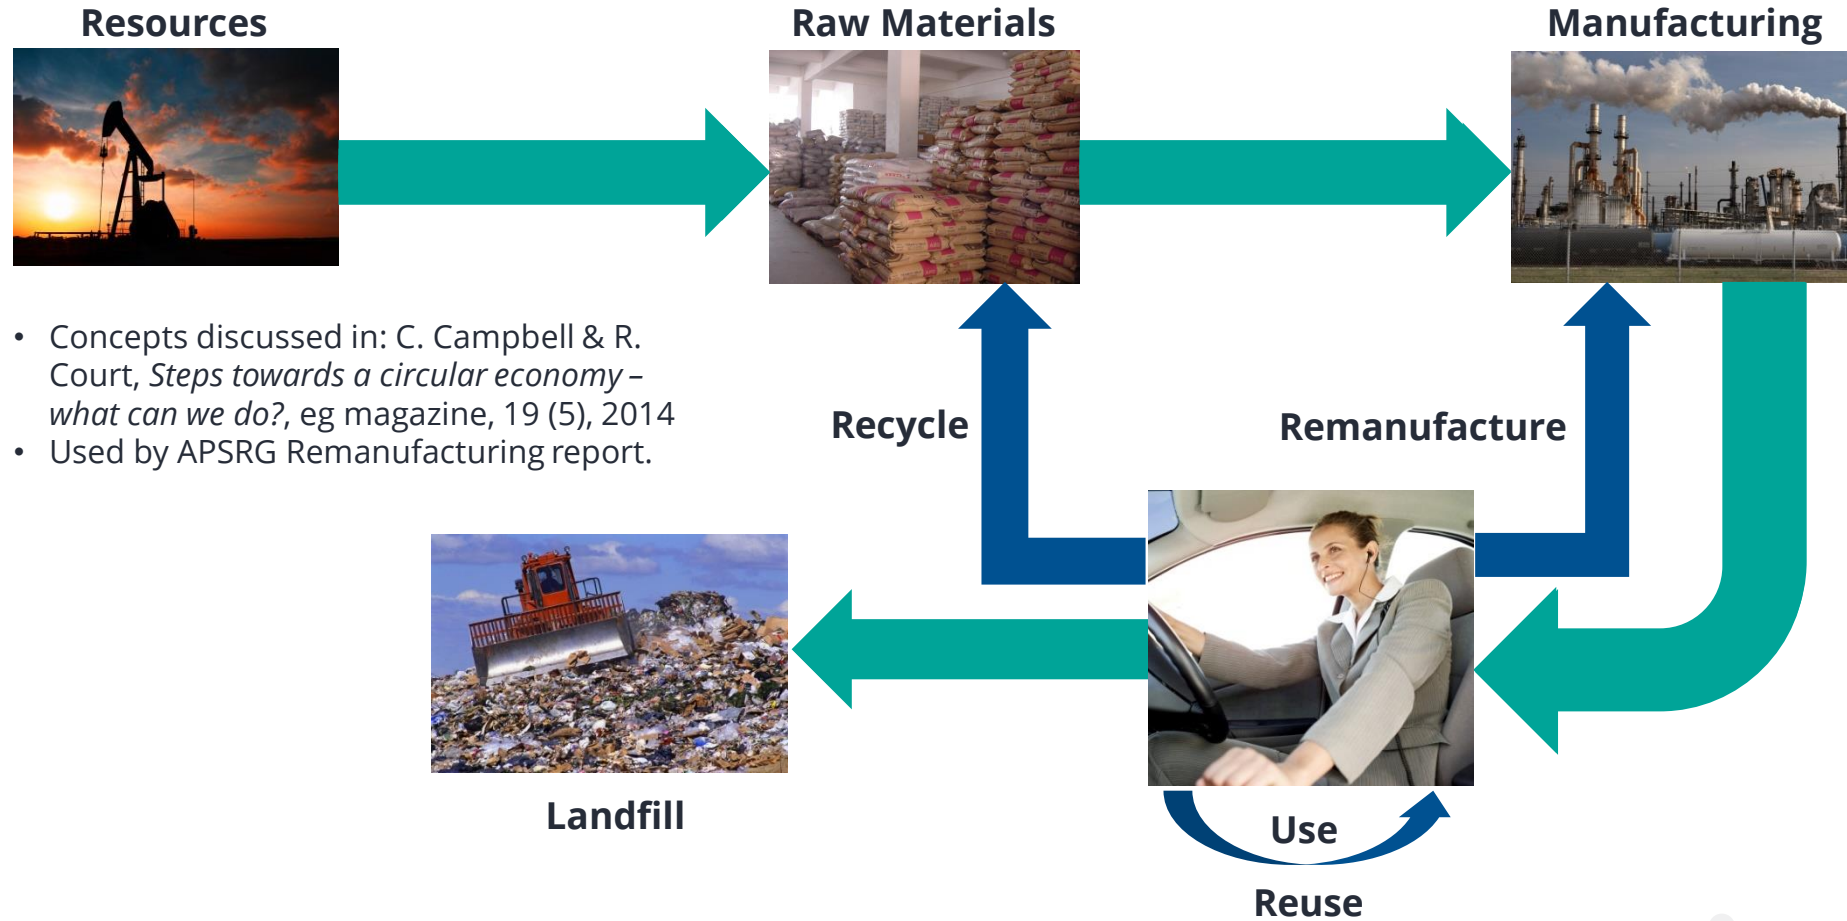 Resources
Raw Materials
Manufacturing
• Concepts discussed in: C. Campbell & R.
Court, Steps towards a circular economy –
what can we do?, eg magazine, 19 (5), 2014
• Used by APSRG Remanufacturing report.
Recycle
Remanufacture
Landfill
Use
Reuse